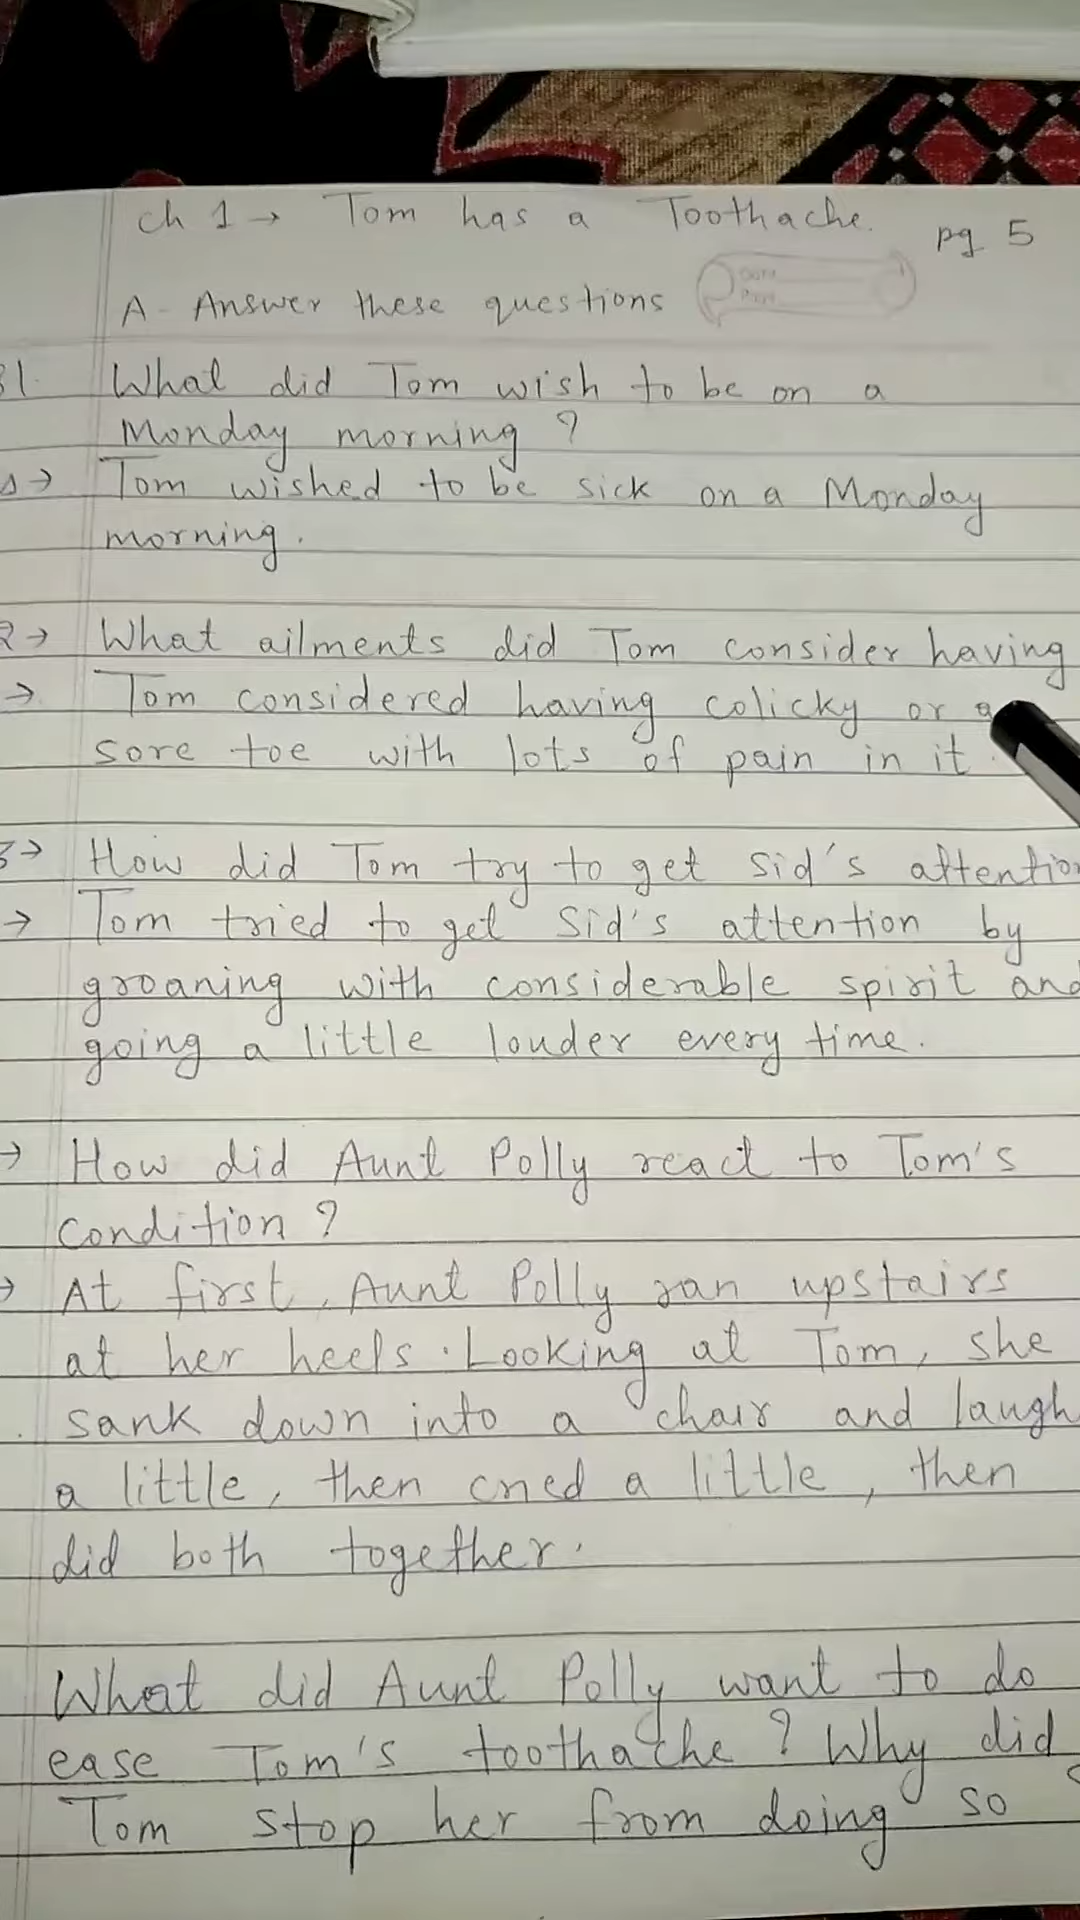 Ch 1 → Tom has a Toothache.
pg 5
A - Answer these questions
1. What did Tom wish to be on a
Monday morning ?
→ Tom wished to be sick on a Monday
morning.
2 → What ailments did Tom consider having
→ Tom considered having colicky or a
sore toe with lots of pain in it.
3 → How did Tom try to get Sid's attention
→ Tom tried to get Sid's attention by
groaning with considerable spirit and
going a little louder every time.
→ How did Aunt Polly react to Tom's
condition ?
→ At first, Aunt Polly ran upstairs
at her heels. Looking at Tom, she
sank down into a chair and laugh
a little, then cried a little, then
did both together.
What did Aunt Polly want to do
ease Tom's toothache ? Why did
Tom stop her from doing so